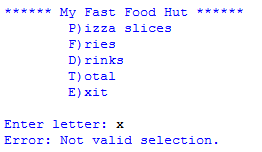 ****** My Fast Food Hut ******
P)izza slices
F)ries
D)rinks
T)otal
E)xit
Enter letter: x
Error: Not valid selection.